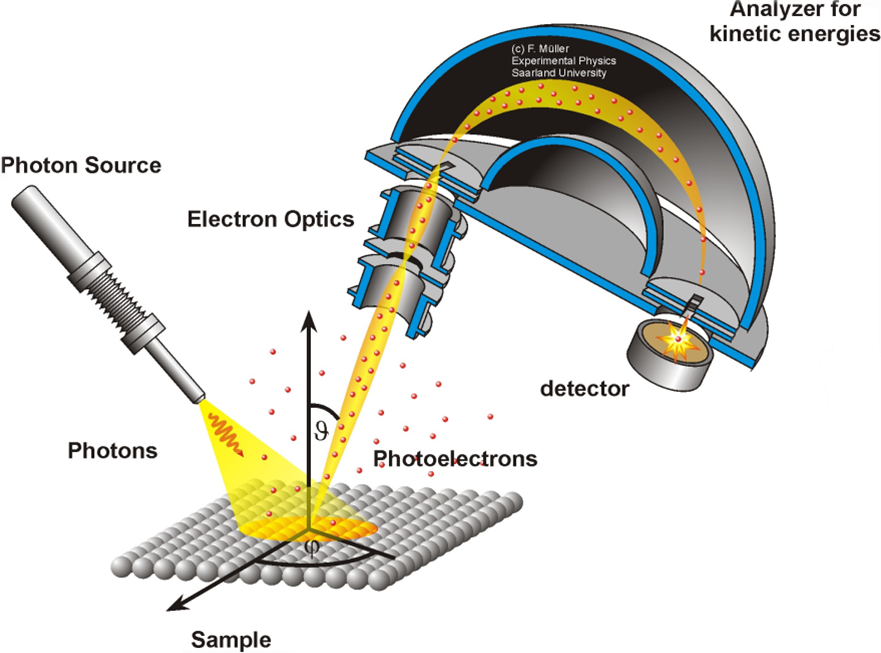 Analyzer for
kinetic energies
(c) F. Müller
Experimental Physics
Saarland University
Photon Source
Electron Optics
detector
ϑ
Photons
Photoelectrons
φ
Sample